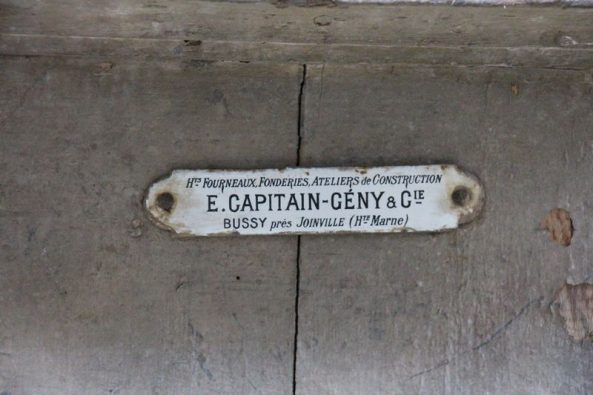 Hts Fourneaux, Fonderies, Ateliers de Construction
E. CAPITAIN-GÉNY & CIE
BUSSY près JOINVILLE (Hte Marne)